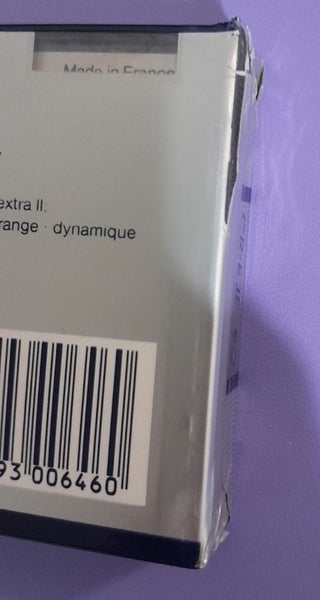 Made in France
extra II.
range · dynamique
93 006460